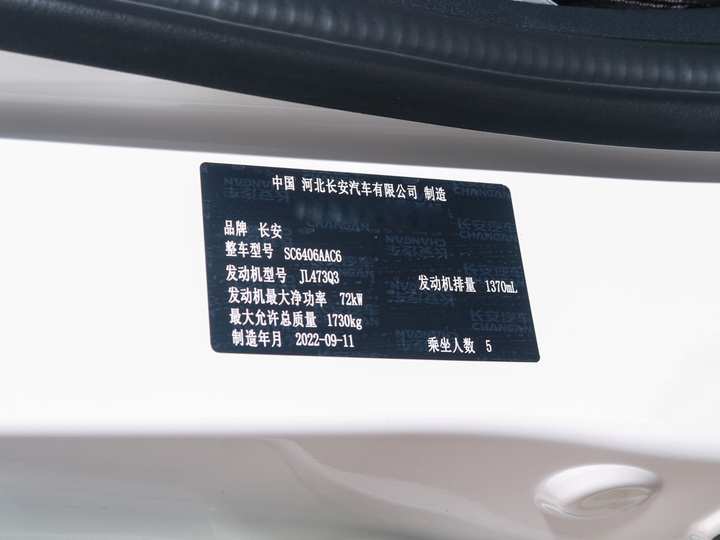 中国 河北长安汽车有限公司 制造
品牌 长安
整车型号 SC6406AAC6
发动机型号 JL473Q3 发动机排量 1370mL
发动机最大净功率 72kW
最大允许总质量 1730kg
制造年月 2022-09-11 乘坐人数 5